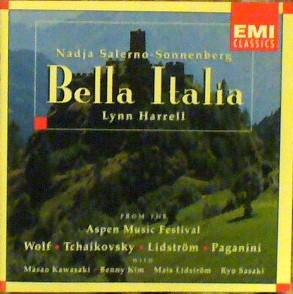 EMI
CLASSICS
Nadja Salerno-Sonnenberg
Bella Italia
Lynn Harrell
FROM THE
Aspen Music Festival
Wolf · Tchaikovsky · Lidström · Paganini
WITH
Masao Kawasaki · Benny Kim · Mats Lidström · Ryo Sasaki